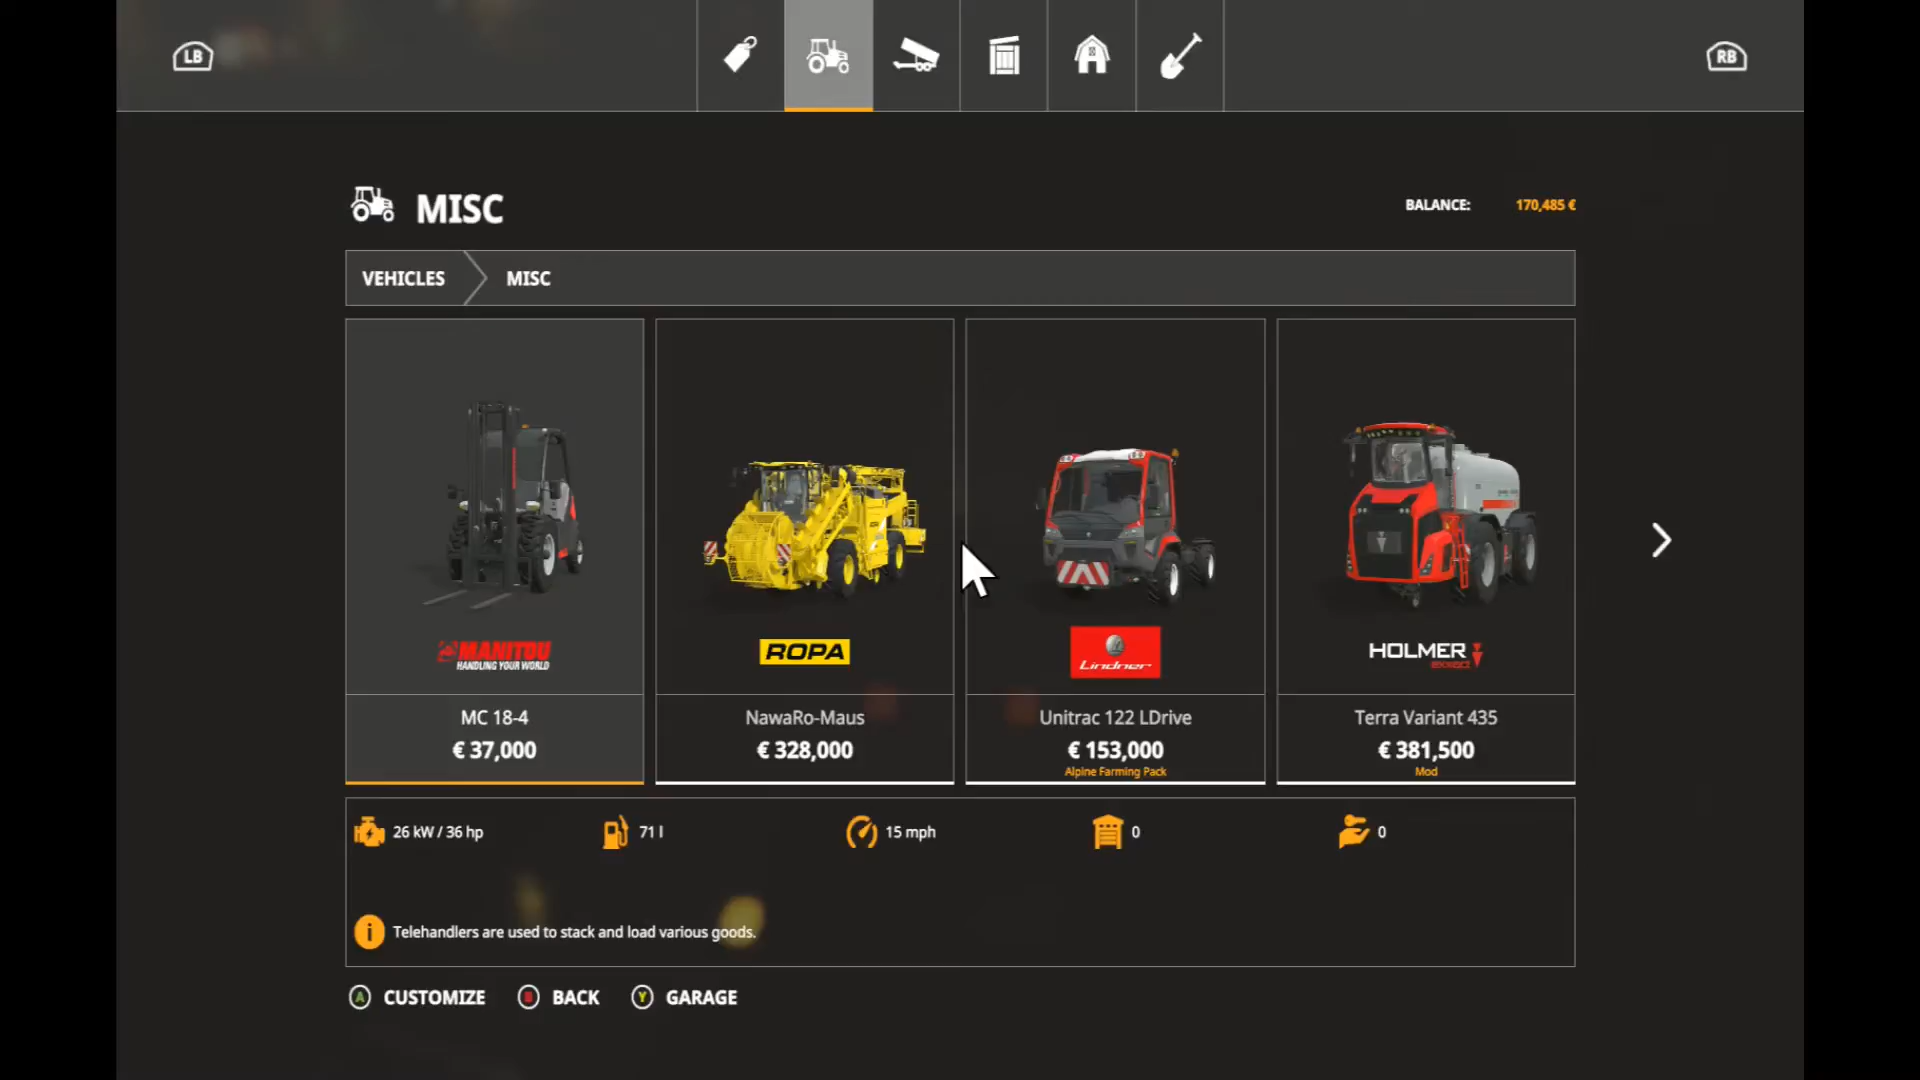 LB
RB
MISC
BALANCE: 170,485 €
VEHICLES MISC
MANITOU
HANDLING YOUR WORLD
ROPA
Lindner
HOLMER
exxact
MC 18-4
€ 37,000
NawaRo-Maus
€ 328,000
Unitrac 122 LDrive
€ 153,000
Alpine Farming Pack
Terra Variant 435
€ 381,500
Mod
26 kW / 36 hp 71 l 15 mph 0 0
i Telehandlers are used to stack and load various goods.
A CUSTOMIZE B BACK Y GARAGE